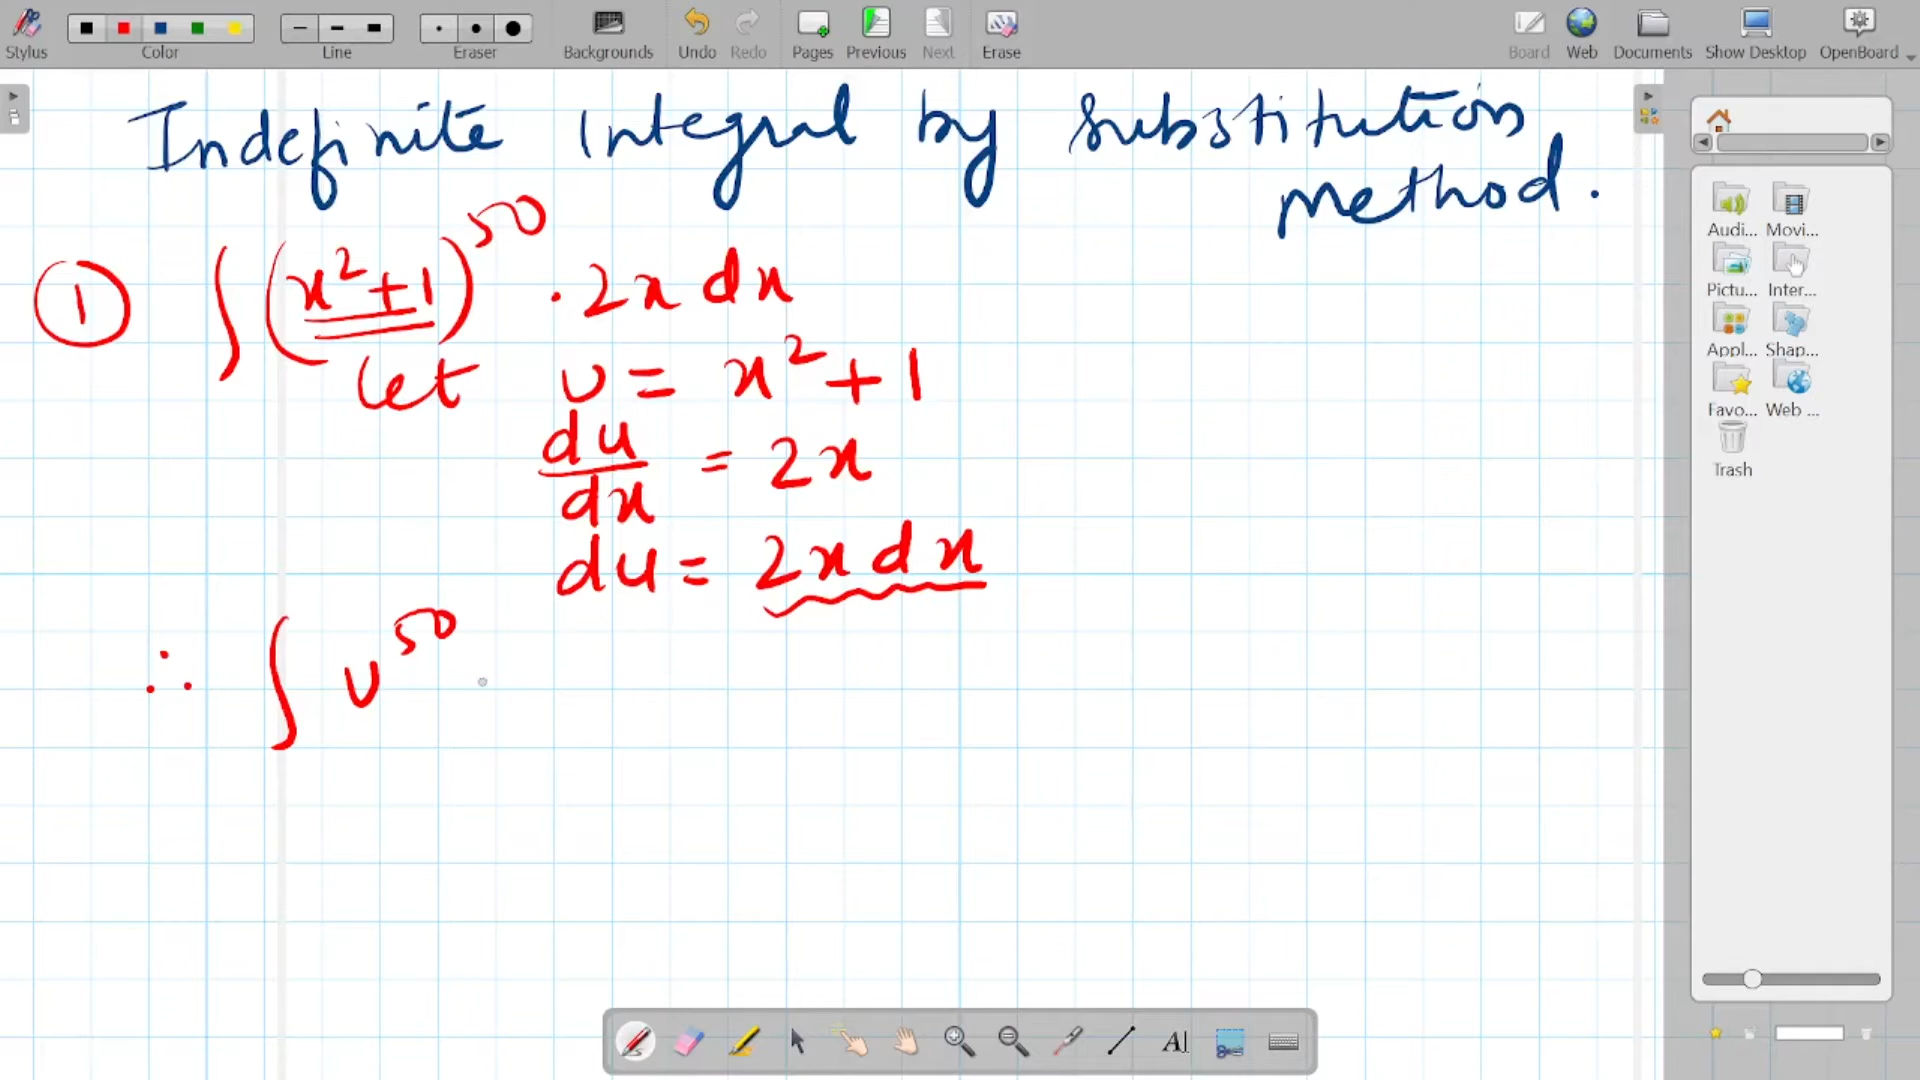 Stylus Color Line Eraser Backgrounds Undo Redo Pages Previous Next Erase Board Web Documents Show Desktop OpenBoard
Indefinite Integral by substitution
method.
① ∫(x²+1)⁵⁰ · 2x dx
let u = x²+1
du/dx = 2x
du = 2x dx
∴ ∫ u⁵⁰
Audi... Movi...
Pictu... Inter...
Appl... Shap...
Favo... Web ...
Trash
A